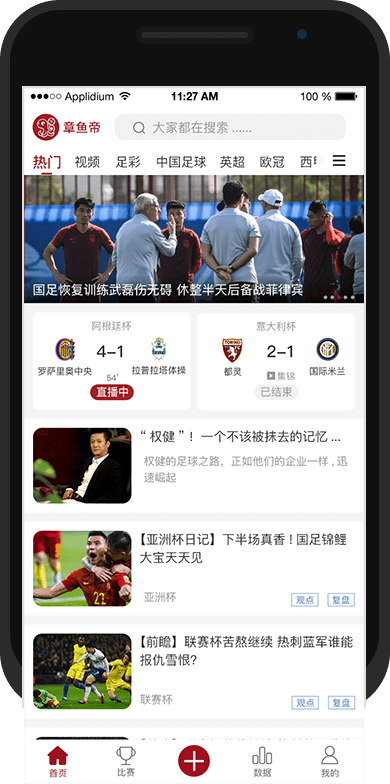 Applidium
11:27 AM
100 %
章鱼帝
大家都在搜索 ......
热门 视频 足彩 中国足球 英超 欧冠 西甲
国足恢复训练武磊伤无碍 休整半天后备战菲律宾
阿根廷杯
4-1
罗萨里奥中央
拉普拉塔体操
54'
直播中
意大利杯
TORINO
2-1
都灵
国际米兰
集锦
已结束
“ 权健 ” ！ 一个不该被抹去的记忆 ...
权健的足球之路，正如他们的企业一样 , 迅
速崛起
【亚洲杯日记】下半场真香 ! 国足锦鲤
大宝天天见
亚洲杯
观点
复盘
22
【前瞻】联赛杯苦熬继续 热刺蓝军谁能
报仇雪恨?
联赛杯
观点
复盘
首页
比赛
数据
我的